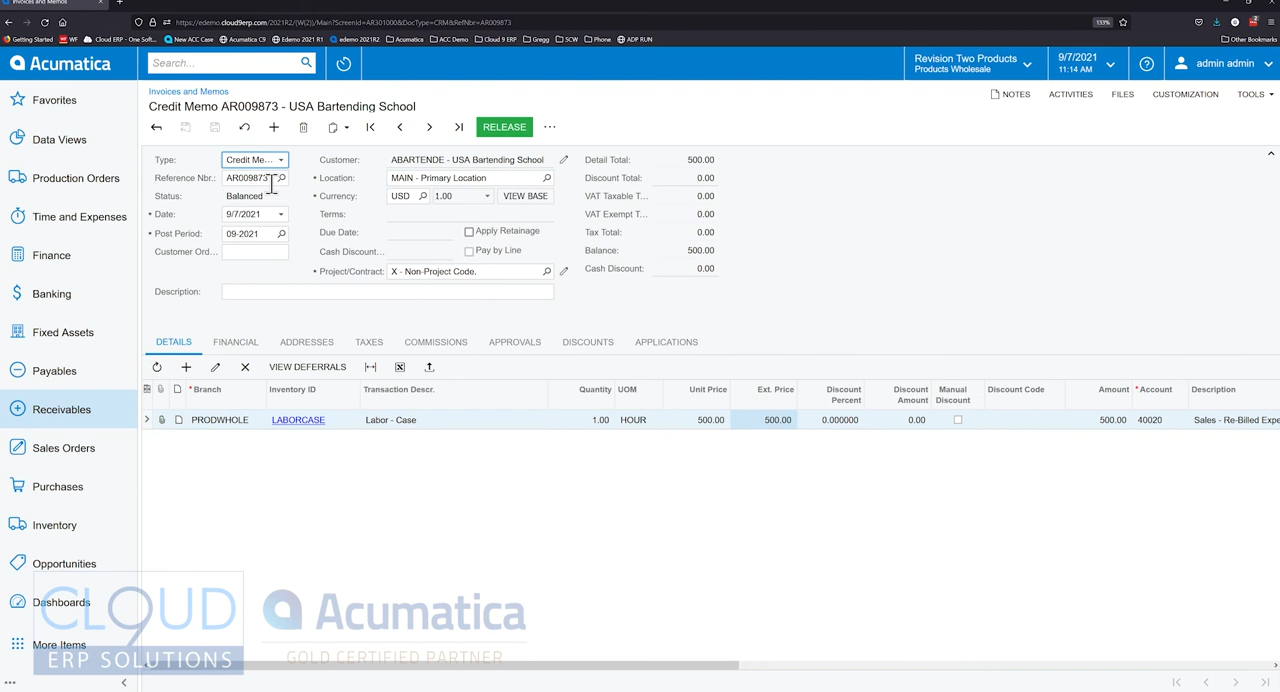 Invoices and Memos
https://edemo.cloud9erp.com/2021R2/(W(2))/Main?ScreenId=AR301000&DocType=CRM&RefNbr=AR009873
133%
Getting Started
WF
Cloud ERP - One Soft...
New ACC Case
Acumatica C9
Edemo 2021 R1
edemo 2021R2
Acumatica
ACC Demo
Cloud 9 ERP
Gregg
SCW
Phone
ADP RUN
Other Bookmarks
Acumatica
Search...
Revision Two Products
Products Wholesale
9/7/2021
11:14 AM
admin admin
Favorites
Data Views
Production Orders
Time and Expenses
Finance
Banking
Fixed Assets
Payables
Receivables
Sales Orders
Purchases
Inventory
Opportunities
Dashboards
More Items
Invoices and Memos
Credit Memo AR009873 - USA Bartending School
NOTES ACTIVITIES FILES CUSTOMIZATION TOOLS
RELEASE
Type: Credit Me...
Reference Nbr.: AR009873
Status: Balanced
Date: 9/7/2021
Post Period: 09-2021
Customer Ord...
Description:
Customer: ABARTENDE - USA Bartending School
Location: MAIN - Primary Location
Currency: USD 1.00 VIEW BASE
Terms:
Due Date: Apply Retainage
Cash Discount... Pay by Line
Project/Contract: X - Non-Project Code.
Detail Total: 500.00
Discount Total: 0.00
VAT Taxable T... 0.00
VAT Exempt T... 0.00
Tax Total: 0.00
Balance: 500.00
Cash Discount: 0.00
DETAILS FINANCIAL ADDRESSES TAXES COMMISSIONS APPROVALS DISCOUNTS APPLICATIONS
VIEW DEFERRALS
Branch Inventory ID Transaction Descr. Quantity UOM Unit Price Ext. Price Discount Percent Discount Amount Manual Discount Discount Code Amount Account Description
PRODWHOLE LABORCASE Labor - Case 1.00 HOUR 500.00 500.00 0.000000 0.00 500.00 40020 Sales - Re-Billed Expe
CLOUD9
ERP SOLUTIONS
Acumatica
GOLD CERTIFIED PARTNER